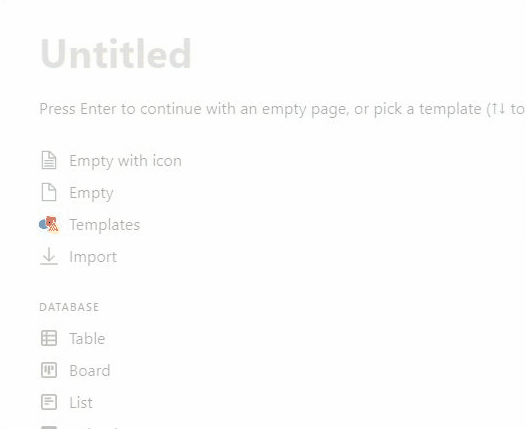 Untitled
Press Enter to continue with an empty page, or pick a template (↑↓ to
Empty with icon
Empty
Templates
Import
DATABASE
Table
Board
List